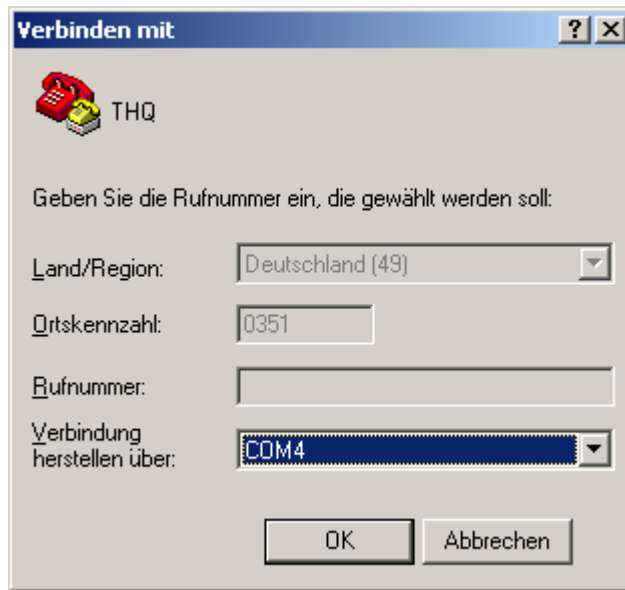 Verbinden mit
THQ
Geben Sie die Rufnummer ein, die gewählt werden soll:
Land/Region:
Deutschland (49)
Ortskennzahl:
0351
Rufnummer:
Verbindung
herstellen über:
COM4
OK
Abbrechen